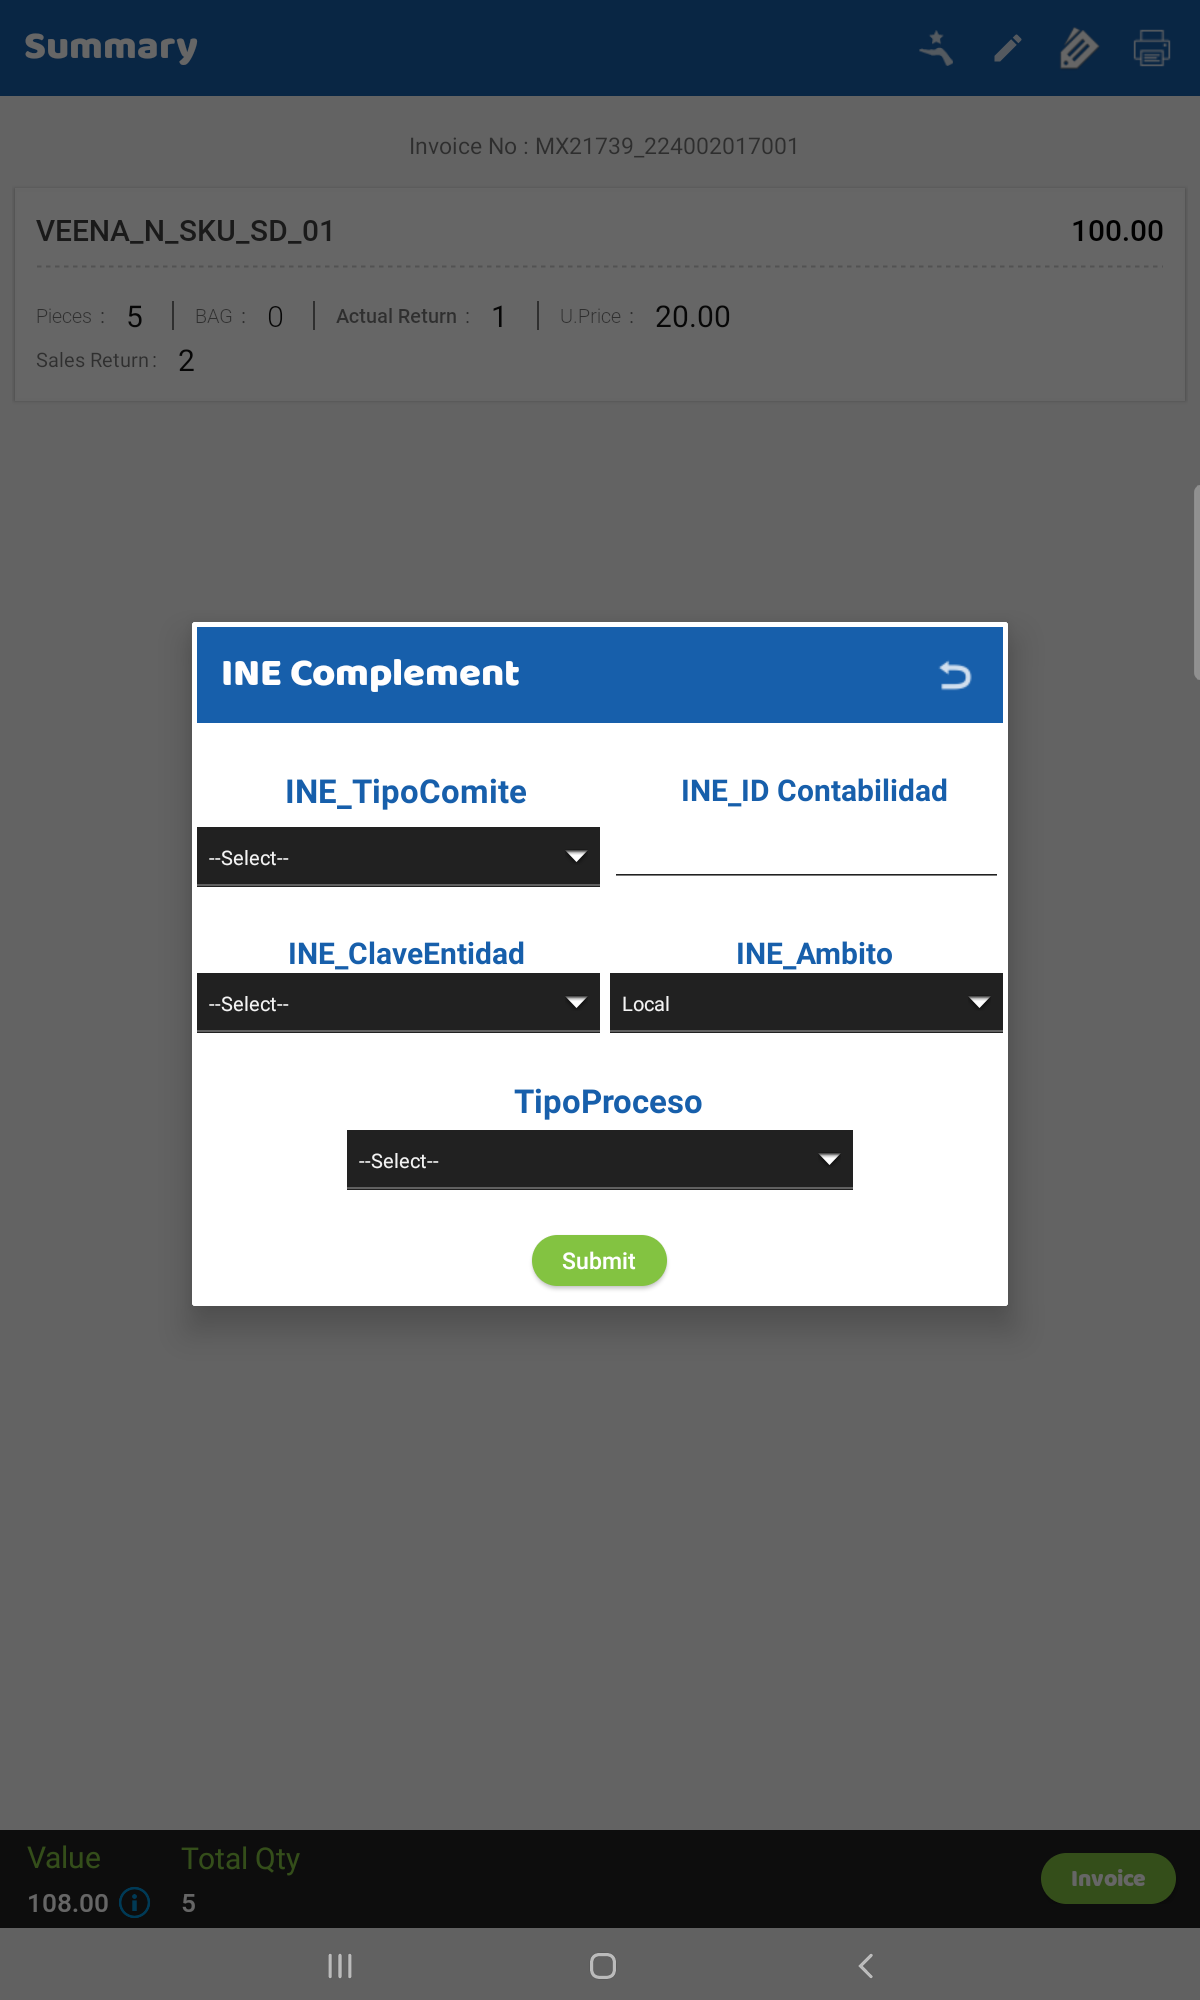 Summary
Invoice No : MX21739_224002017001
VEENA_N_SKU_SD_01 100.00
Pieces : 5 BAG : 0 Actual Return : 1 U.Price : 20.00
Sales Return : 2
INE Complement
INE_TipoComite INE_ID Contabilidad
--Select--
INE_ClaveEntidad INE_Ambito
--Select-- Local
TipoProceso
--Select--
Submit
Value Total Qty
108.00 5
Invoice